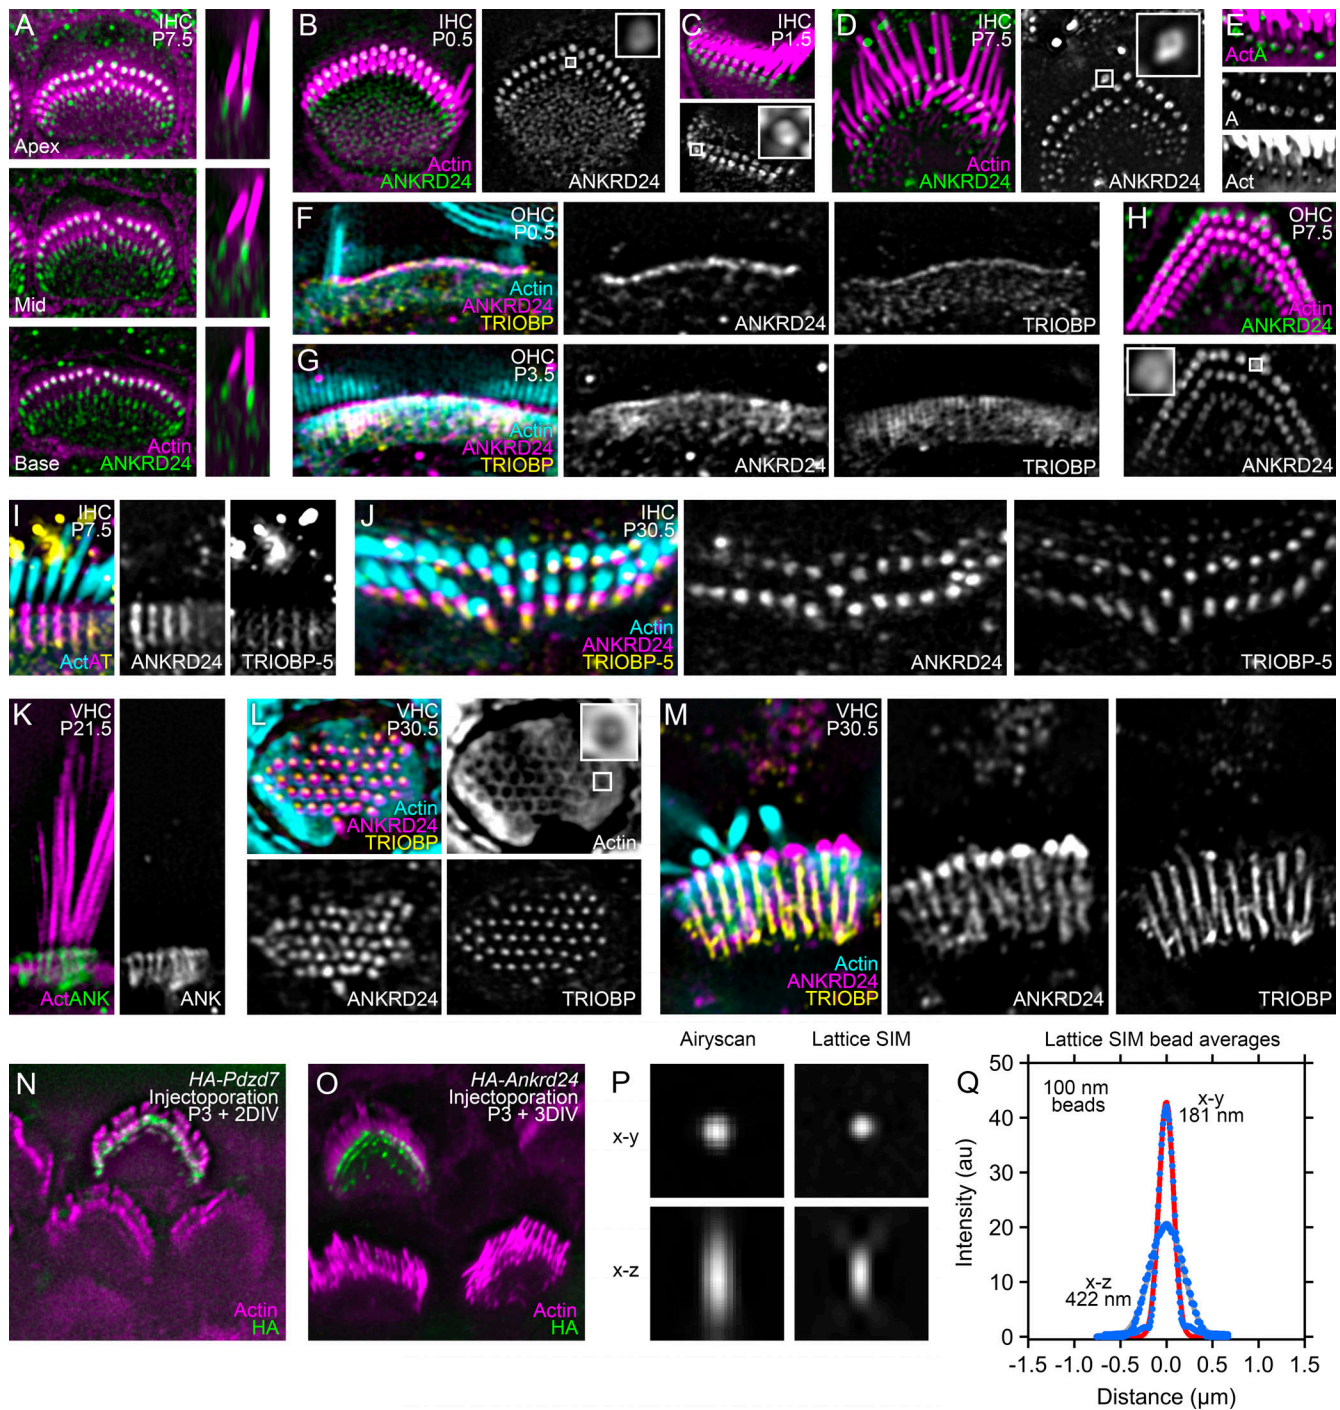 A
IHC
P7.5
Apex
Mid
Base
Actin
ANKRD24
B
IHC
P0.5
Actin
ANKRD24
ANKRD24
C
IHC
P1.5
D
IHC
P7.5
Actin
ANKRD24
ANKRD24
E
ActA
A
Act
F
OHC
P0.5
Actin
ANKRD24
TRIOBP
ANKRD24
TRIOBP
G
OHC
P3.5
Actin
ANKRD24
TRIOBP
ANKRD24
TRIOBP
H
OHC
P7.5
Actin
ANKRD24
ANKRD24
I
IHC
P7.5
ActAT
ANKRD24
TRIOBP-5
J
IHC
P30.5
Actin
ANKRD24
TRIOBP-5
ANKRD24
TRIOBP-5
K
VHC
P21.5
ActANK
ANK
L
VHC
P30.5
Actin
ANKRD24
TRIOBP
Actin
ANKRD24
TRIOBP
M
VHC
P30.5
Actin
ANKRD24
TRIOBP
ANKRD24
TRIOBP
N
HA-Pdzd7
Injectoporation
P3 + 2DIV
Actin
HA
O
HA-Ankrd24
Injectoporation
P3 + 3DIV
Actin
HA
P
Airyscan
Lattice SIM
x-y
x-z
Q
Lattice SIM bead averages
100 nm
beads
x-y
181 nm
x-z
422 nm
Intensity (au)
50
40
30
20
10
0
-1.5 -1.0 -0.5 0.0 0.5 1.0 1.5
Distance (μm)